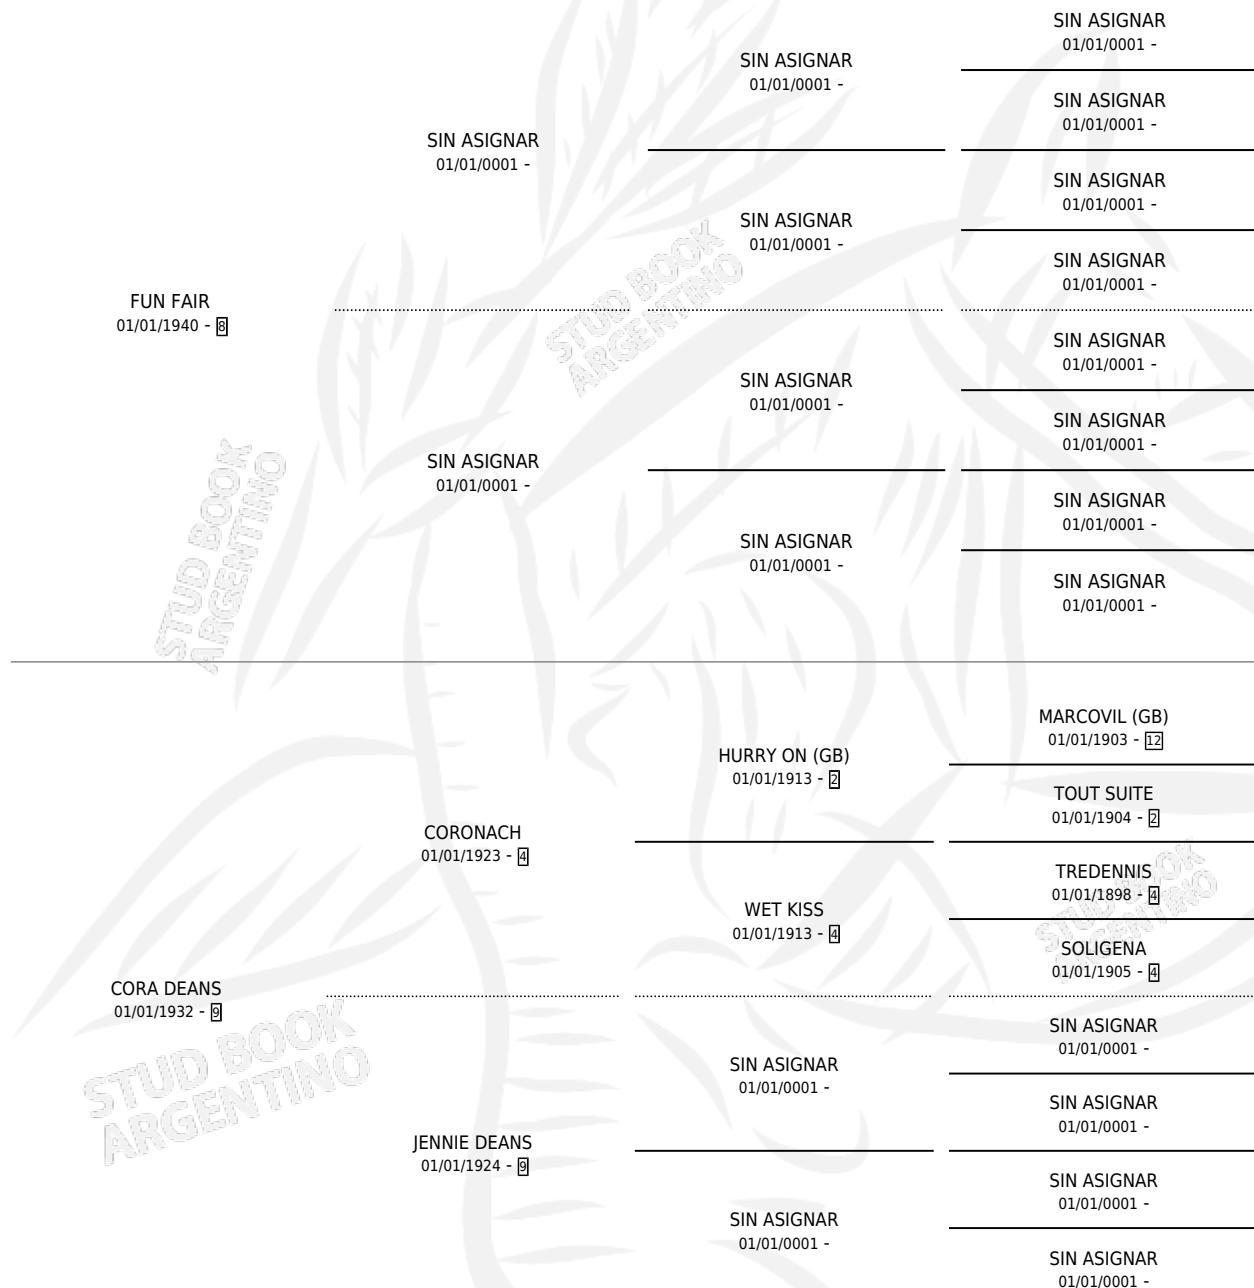 FUN FAIR
01/01/1940 - 8
SIN ASIGNAR
01/01/0001 -
SIN ASIGNAR
01/01/0001 -
SIN ASIGNAR
01/01/0001 -
SIN ASIGNAR
01/01/0001 -
SIN ASIGNAR
01/01/0001 -
SIN ASIGNAR
01/01/0001 -
SIN ASIGNAR
01/01/0001 -
SIN ASIGNAR
01/01/0001 -
SIN ASIGNAR
01/01/0001 -
SIN ASIGNAR
01/01/0001 -
SIN ASIGNAR
01/01/0001 -
SIN ASIGNAR
01/01/0001 -
SIN ASIGNAR
01/01/0001 -
SIN ASIGNAR
01/01/0001 -
STUD BOOK
ARGENTINO
STUD BOOK
ARGENTINO
CORA DEANS
01/01/1932 - 9
CORONACH
01/01/1923 - 4
JENNIE DEANS
01/01/1924 - 9
HURRY ON (GB)
01/01/1913 - 2
WET KISS
01/01/1913 - 4
SIN ASIGNAR
01/01/0001 -
SIN ASIGNAR
01/01/0001 -
MARCOVIL (GB)
01/01/1903 - 12
TOUT SUITE
01/01/1904 - 2
TREDENNIS
01/01/1898 - 4
SOLIGENA
01/01/1905 - 4
SIN ASIGNAR
01/01/0001 -
SIN ASIGNAR
01/01/0001 -
SIN ASIGNAR
01/01/0001 -
SIN ASIGNAR
01/01/0001 -
STUD BOOK
ARGENTINO
STUD BOOK
ARGENTINO